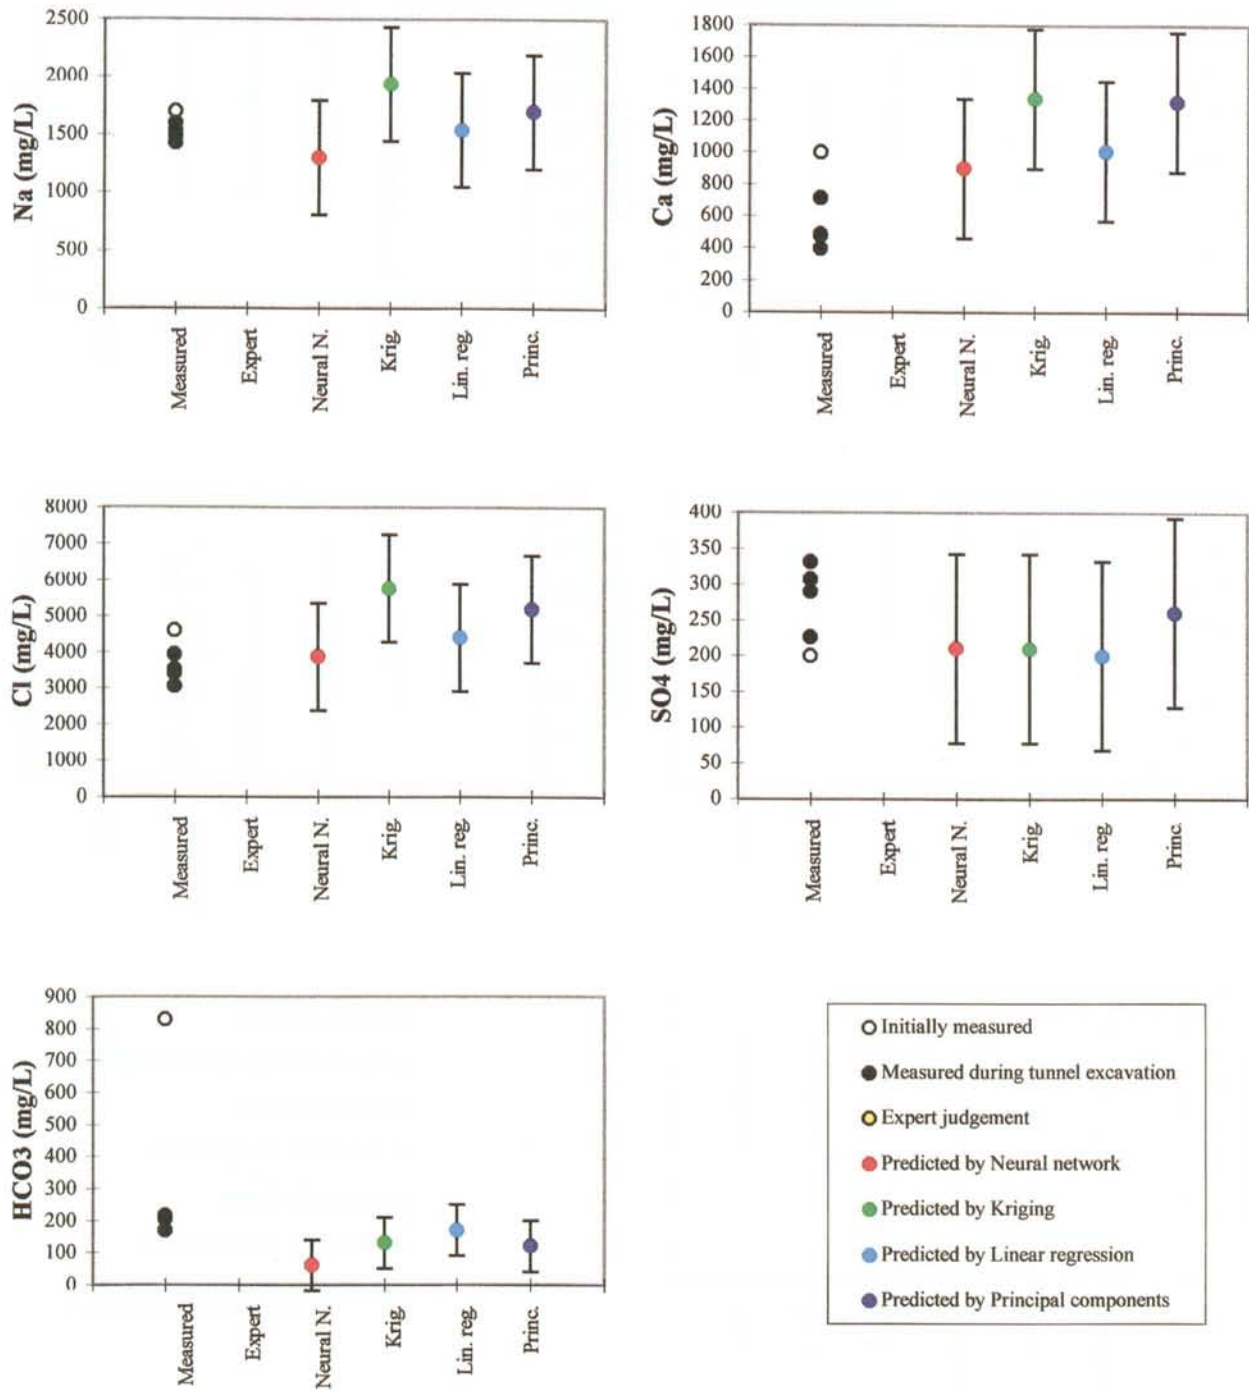 Na (mg/L)
2500
2000
1500
1000
500
0
Measured
Expert
Neural N.
Krig.
Lin. reg.
Princ.
Ca (mg/L)
1800
1600
1400
1200
1000
800
600
400
200
0
Measured
Expert
Neural N.
Krig.
Lin. reg.
Princ.
Cl (mg/L)
8000
7000
6000
5000
4000
3000
2000
1000
0
Measured
Expert
Neural N.
Krig.
Lin. reg.
Princ.
SO4 (mg/L)
400
350
300
250
200
150
100
50
0
Measured
Expert
Neural N.
Krig.
Lin. reg.
Princ.
HCO3 (mg/L)
900
800
700
600
500
400
300
200
100
0
Measured
Expert
Neural N.
Krig.
Lin. reg.
Princ.
Initially measured
Measured during tunnel excavation
Expert judgement
Predicted by Neural network
Predicted by Kriging
Predicted by Linear regression
Predicted by Principal components